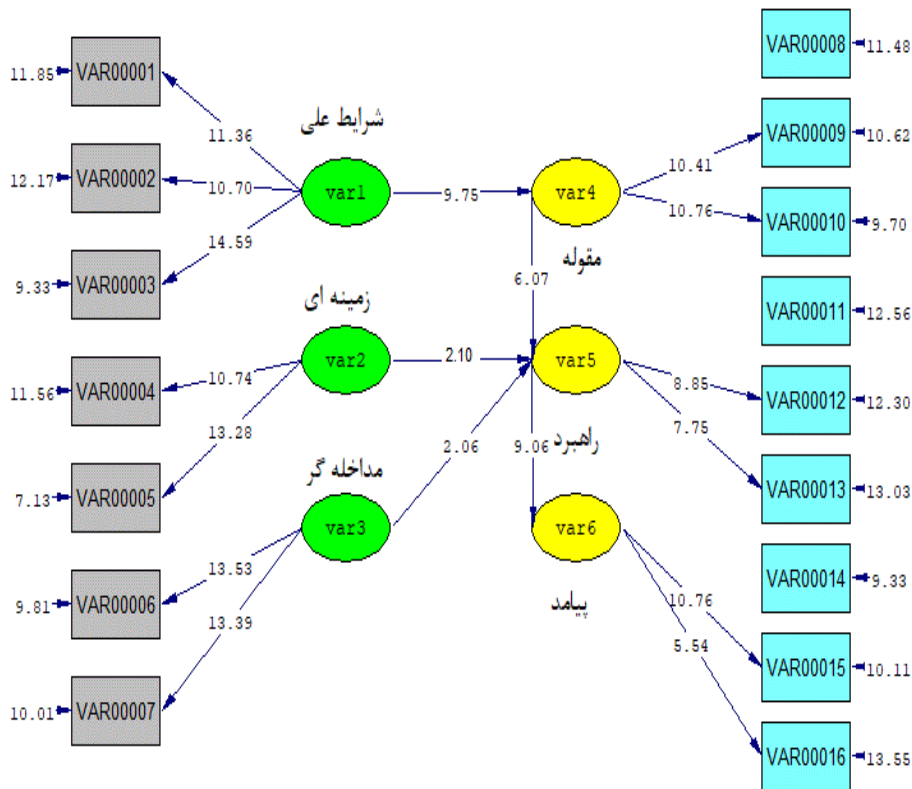 VAR00001
11.85
11.36
VAR00002
12.17
10.70
VAR00003
9.33
14.59
VAR00004
11.56
10.74
VAR00005
7.13
13.28
VAR00006
9.81
13.53
VAR00007
10.01
13.39
شرایط علی
var1
9.75
زمینه ای
var2
2.10
مداخله گر
var3
2.06
var4
مقوله
6.07
var5
راهبرد
9.06
var6
پیامد
VAR00008
11.48
10.41
VAR00009
10.62
10.76
VAR00010
9.70
VAR00011
12.56
8.85
VAR00012
12.30
7.75
VAR00013
13.03
VAR00014
9.33
10.76
VAR00015
10.11
5.54
VAR00016
13.55